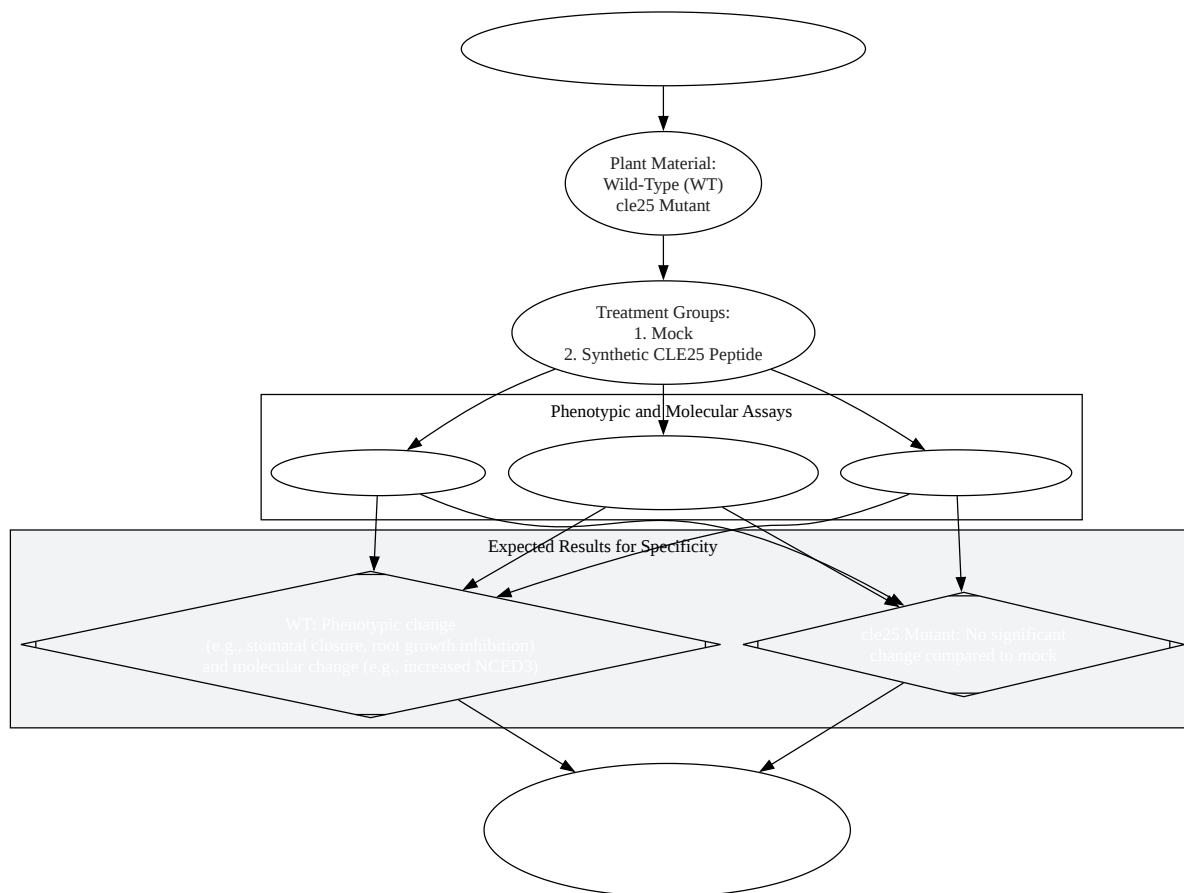 Plant Material:
Wild-Type (WT)
cle25 Mutant
Treatment Groups:
1. Mock
2. Synthetic CLE25 Peptide
Phenotypic and Molecular Assays
Expected Results for Specificity
WT: Phenotypic change
(e.g., stomatal closure, root growth inhibition)
and molecular change (e.g., increased NCED3)
cle25 Mutant: No significant
change compared to mock